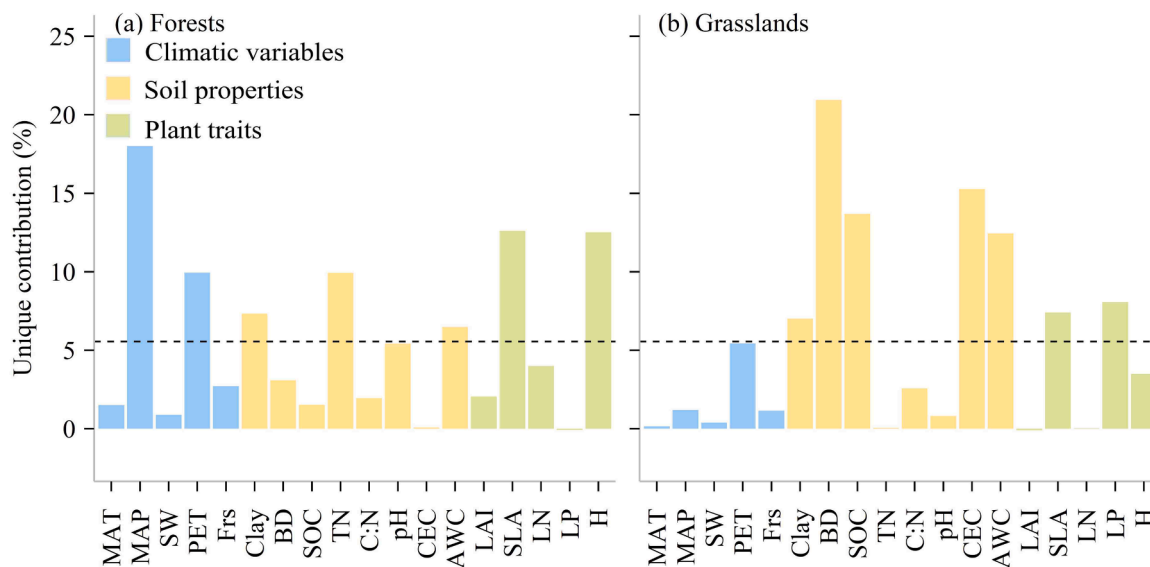 (a) Forests
(b) Grasslands
Climatic variables
Soil properties
Plant traits
Unique contribution (%)
25
20
15
10
5
0
MAT MAP SW PET Frs Clay BD SOC TN C:N pH CEC AWC LAI SLA LN LP H
MAT MAP SW PET Frs Clay BD SOC TN C:N pH CEC AWC LAI SLA LN LP H